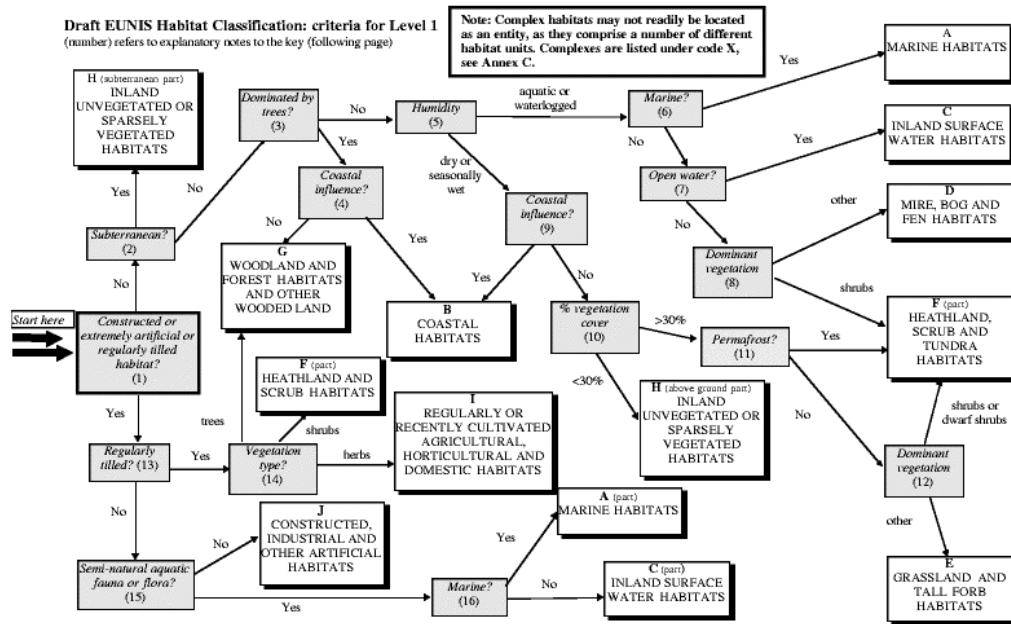 Draft EUNIS Habitat Classification: criteria for Level 1
(number) refers to explanatory notes to the key (following page)
Note: Complex habitats may not readily be located
as an entity, as they comprise a number of different
habitat units. Complexes are listed under code X,
see Annex C.
A
MARINE HABITATS
Yes
H (subterranean part)
INLAND
UNVEGETATED OR
SPARSELY
VEGETATED
HABITATS
Dominated by
trees?
(3)
No
Humidity
(5)
aquatic or
waterlogged
Marine?
(6)
Yes
C
INLAND SURFACE
WATER HABITATS
Yes
No
Yes
Coastal
influence?
(4)
dry or
seasonally
wet
No
Open water?
(7)
Coastal
influence?
(9)
other
D
MIRE, BOG AND
FEN HABITATS
Subterranean?
(2)
No
Yes
No
G
WOODLAND AND
FOREST HABITATS
AND OTHER
WOODED LAND
Yes
No
Dominant
vegetation
(8)
shrubs
No
Start here
Constructed or
extremely artificial or
regularly tilled
habitat?
(1)
B
COASTAL
HABITATS
% vegetation
cover
(10)
>30%
Permafrost?
(11)
Yes
F (part)
HEATHLAND,
SCRUB AND
TUNDRA
HABITATS
F (part)
HEATHLAND AND
SCRUB HABITATS
<30%
H (above ground part)
INLAND
UNVEGETATED OR
SPARSELY
VEGETATED
HABITATS
No
shrubs or
dwarf shrubs
Yes
trees
shrubs
I
REGULARLY OR
RECENTLY CULTIVATED
AGRICULTURAL,
HORTICULTURAL AND
DOMESTIC HABITATS
Regularly
tilled? (13)
Yes
Vegetation
type?
(14)
herbs
Dominant
vegetation
(12)
No
J
CONSTRUCTED,
INDUSTRIAL AND
OTHER ARTIFICIAL
HABITATS
A (part)
MARINE HABITATS
other
No
Yes
Semi-natural aquatic
fauna or flora?
(15)
Yes
Marine?
(16)
No
C (part)
INLAND SURFACE
WATER HABITATS
E
GRASSLAND AND
TALL FORB
HABITATS